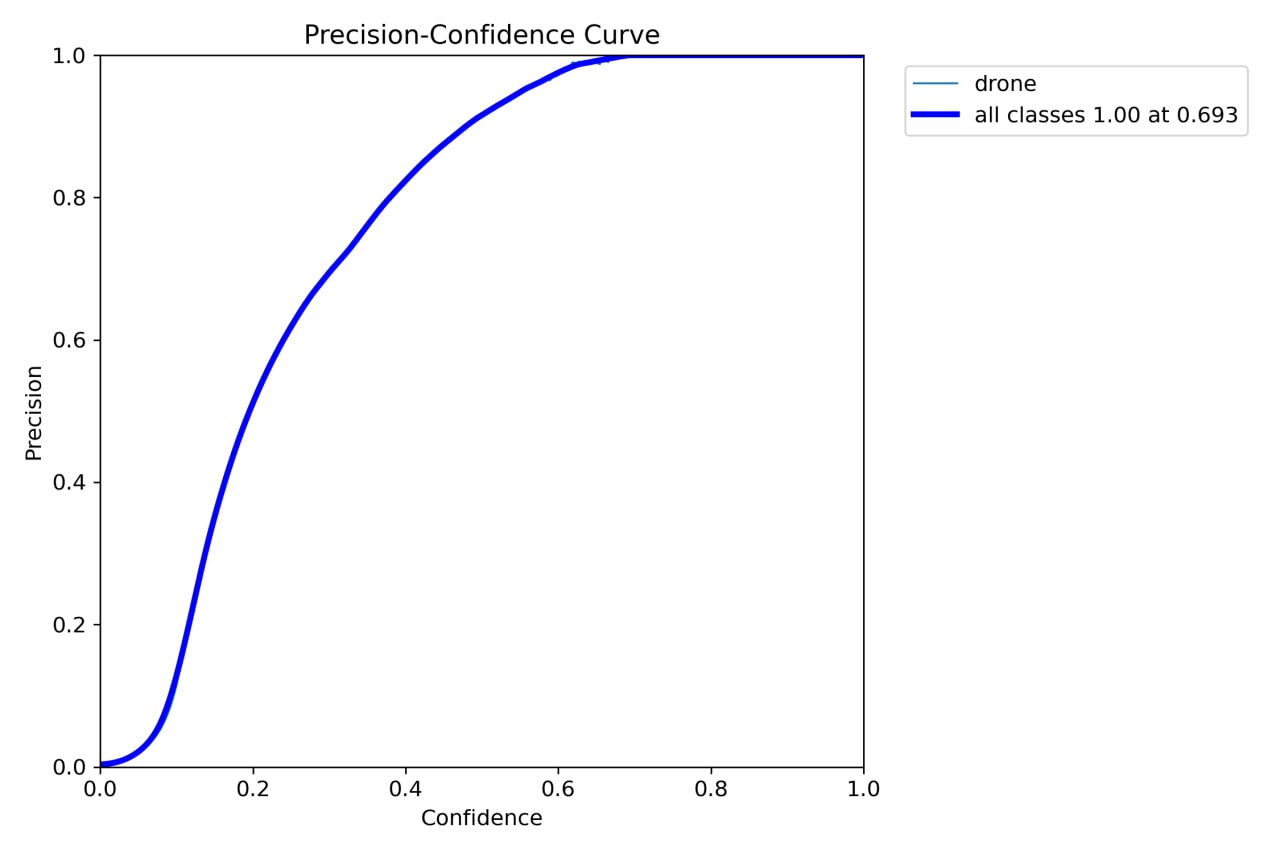 Precision-Confidence Curve
1.0
0.8
0.6
0.4
0.2
0.0
Precision
0.0 0.2 0.4 0.6 0.8 1.0
Confidence
drone
all classes 1.00 at 0.693